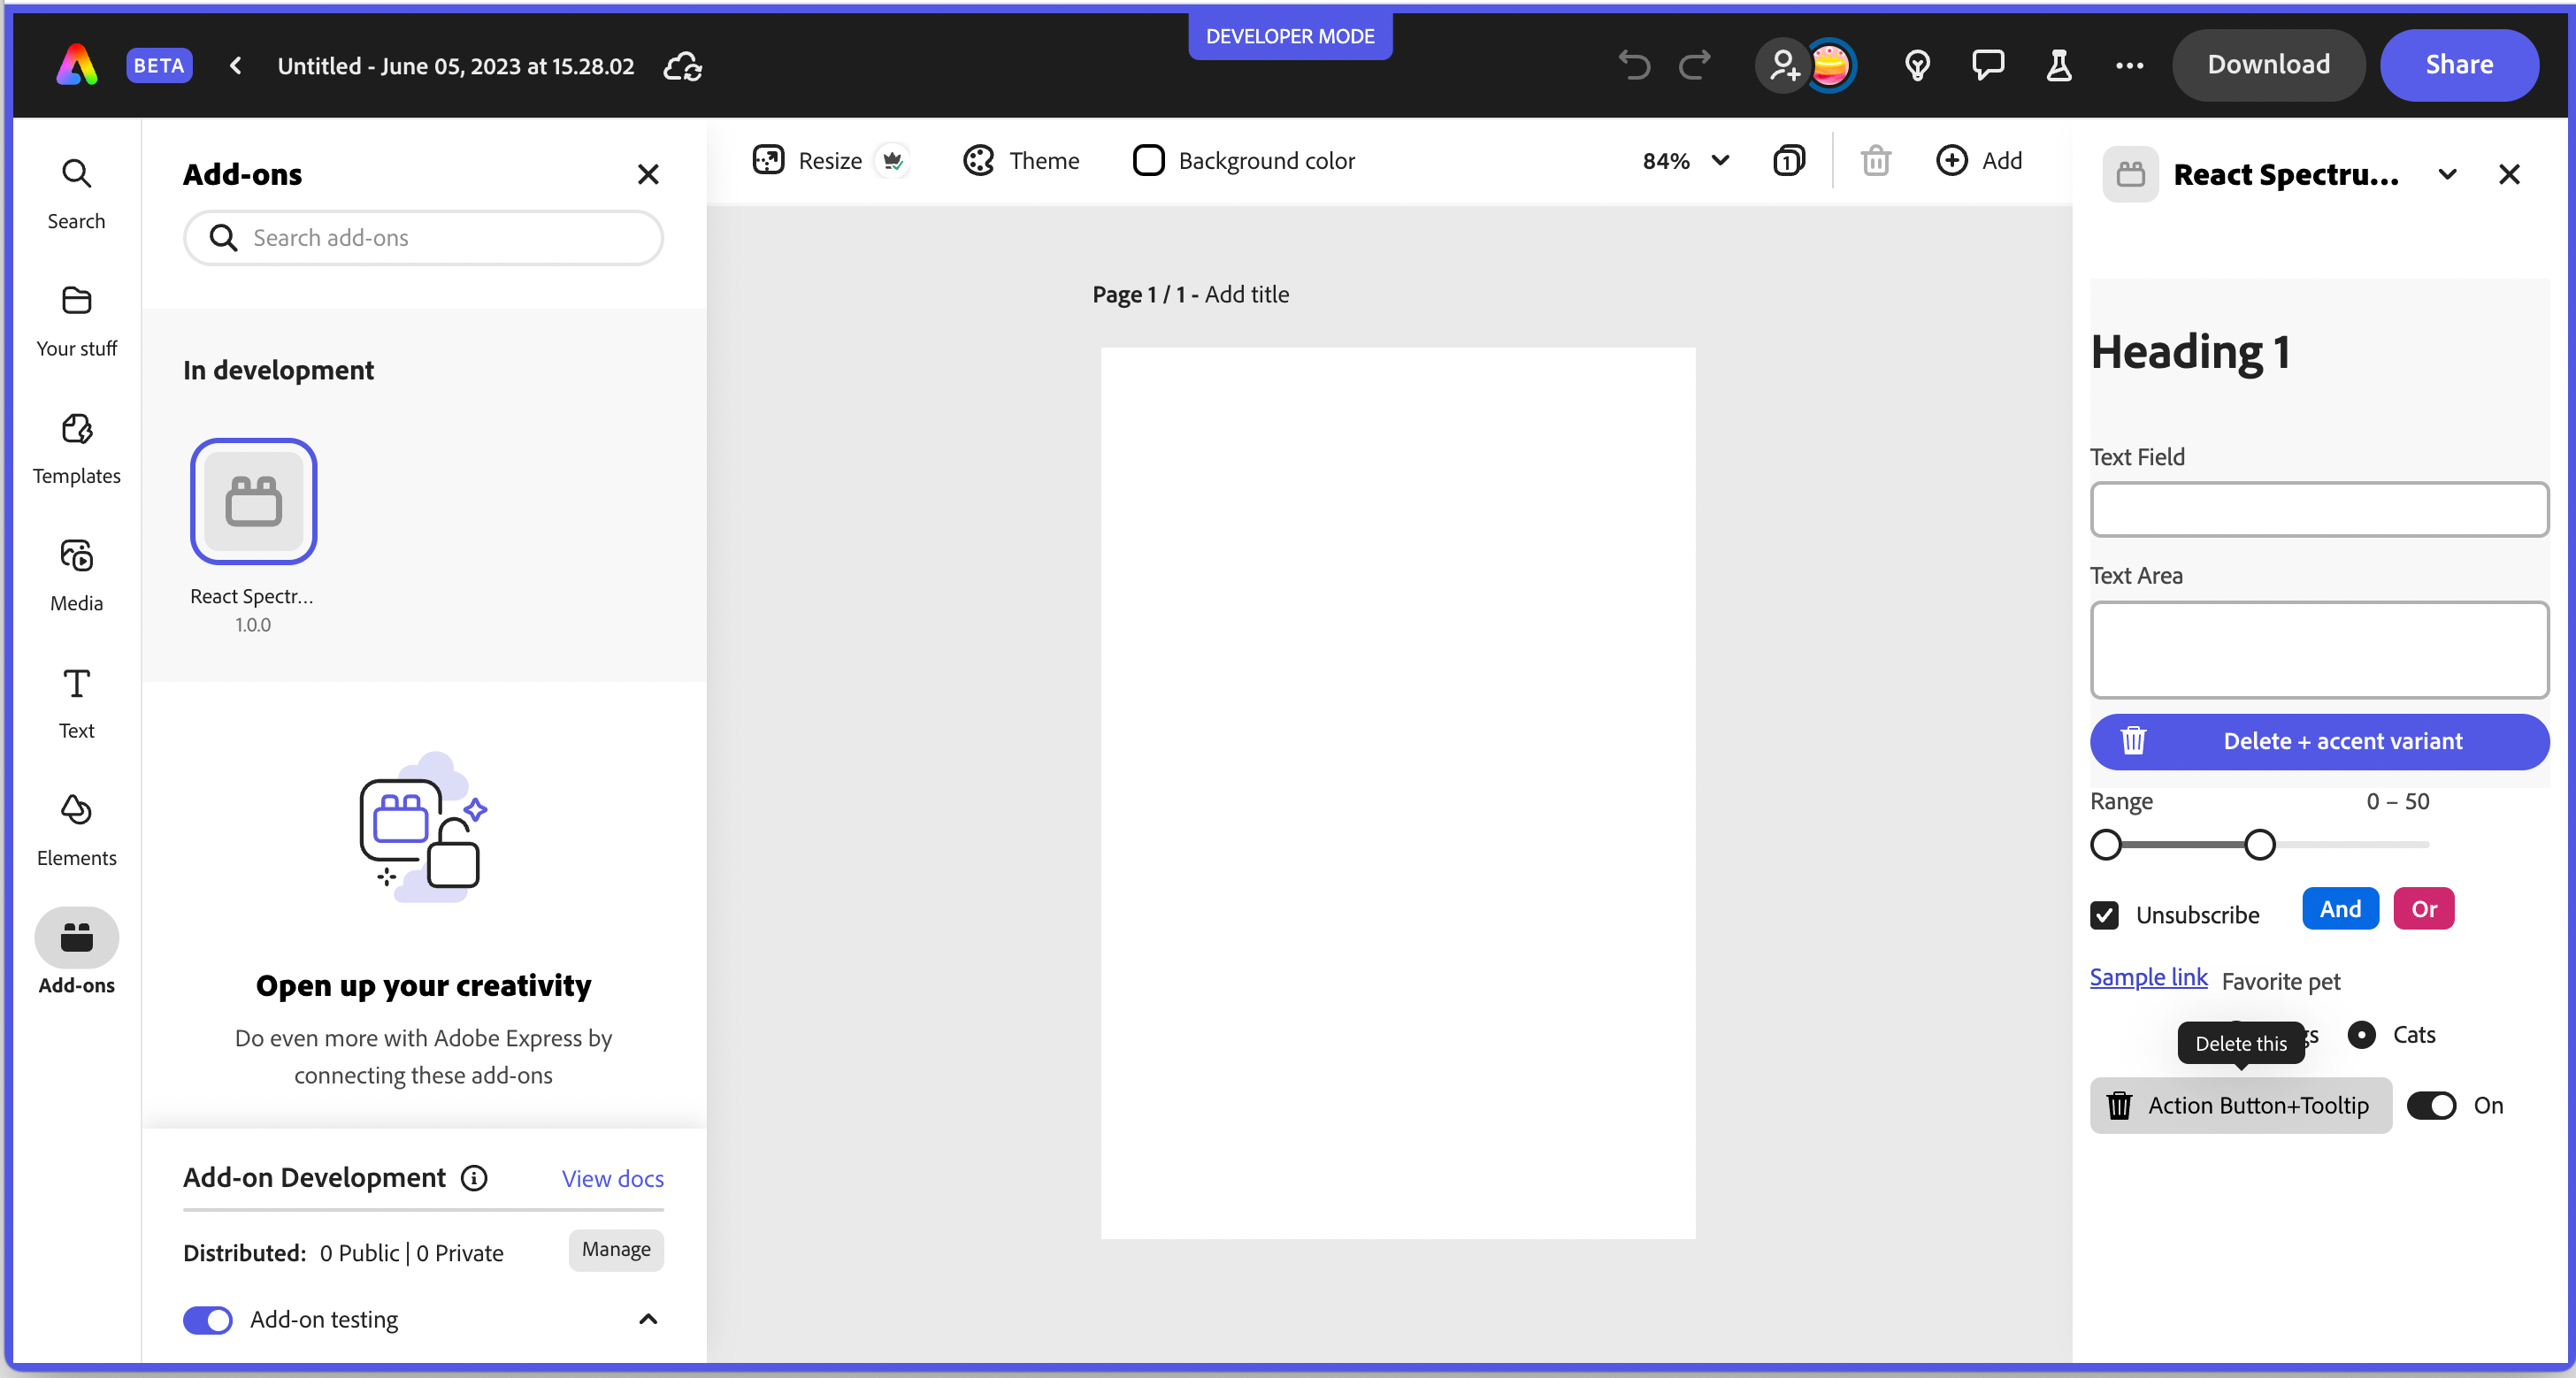 DEVELOPER MODE
BETA
Untitled - June 05, 2023 at 15.28.02
Download
Share
Search
Your stuff
Templates
Media
Text
Elements
Add-ons
Add-ons
Search add-ons
In development
React Spectr...
1.0.0
Open up your creativity
Do even more with Adobe Express by
connecting these add-ons
Add-on Development
View docs
Distributed: 0 Public | 0 Private
Manage
Add-on testing
Resize
Theme
Background color
84%
1
Add
Page 1 / 1 - Add title
React Spectru...
Heading 1
Text Field
Text Area
Delete + accent variant
Range
0 – 50
Unsubscribe
And
Or
Sample link
Favorite pet
Cats
Delete this
Action Button+Tooltip
On